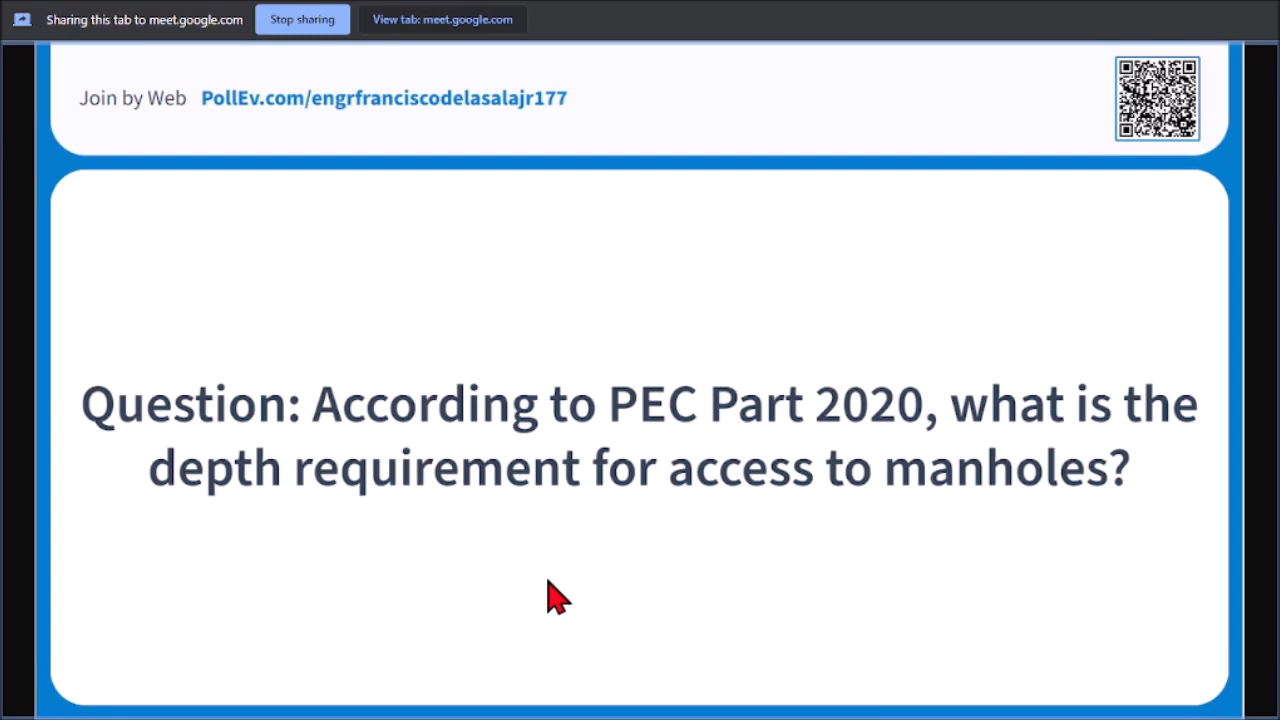 Sharing this tab to meet.google.com Stop sharing View tab: meet.google.com
Join by Web PollEv.com/engrfranciscodelasalajr177
Question: According to PEC Part 2020, what is the
depth requirement for access to manholes?